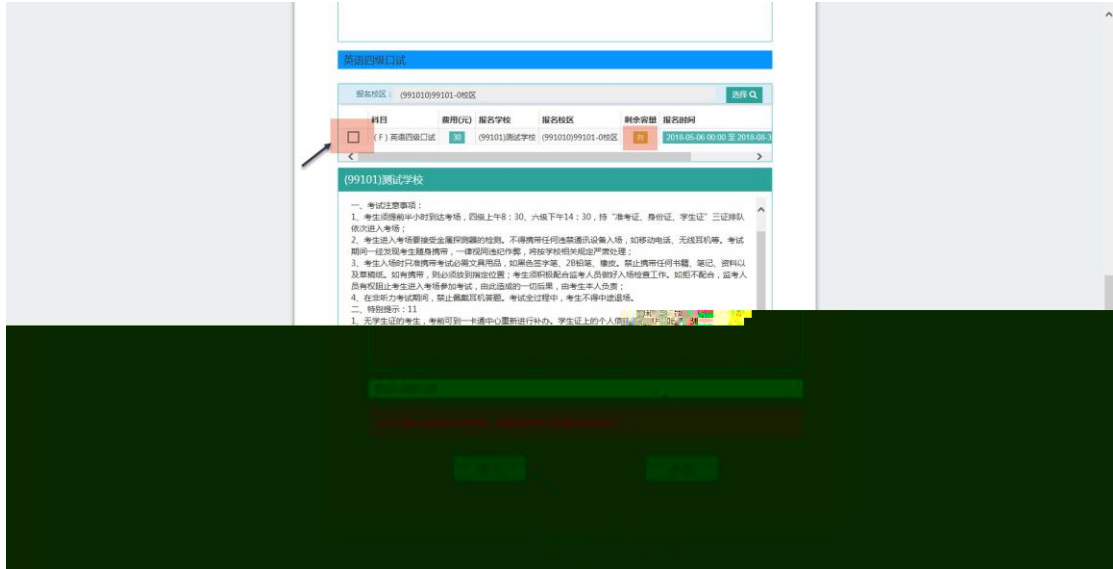 英语四级口试
报名校区： (991010)99101-0校区 选择
科目 费用(元) 报名学校 报名校区 剩余容量 报名时间
（F）英语四级口试 30 (99101)测试学校 (991010)99101-0校区 2018-05-06 00:00 至 2018-08-3
(99101)测试学校
一、考试注意事项：
1、考生须提前半小时到达考场，四级上午8：30、六级下午14：30，持“准考证、身份证、学生证”三证排队
依次进入考场；
2、考生进入考场要接受金属探测器的检测。不得携带任何违禁通讯设备入场，如移动电话、无线耳机等。考试
期间一经发现考生随身携带，一律视同违纪作弊，将按学校相关规定严肃处理；
3、考生入场时只准携带考试必需文具用品，如黑色签字笔、2B铅笔、橡皮。禁止携带任何书籍、笔记、资料以
及草稿纸。如有携带，则必须放到指定位置；考生须积极配合监考人员做好入场检查工作。如拒不配合，监考人
员有权阻止考生进入考场参加考试，由此造成的一切后果，由考生本人负责；
4、在非听力考试期间，禁止佩戴耳机答题。考试全过程中，考生不得中途退场。
二、特别提示：11
1、无学生证的考生，考前可到一卡通中心重新进行补办。学生证上的个人信